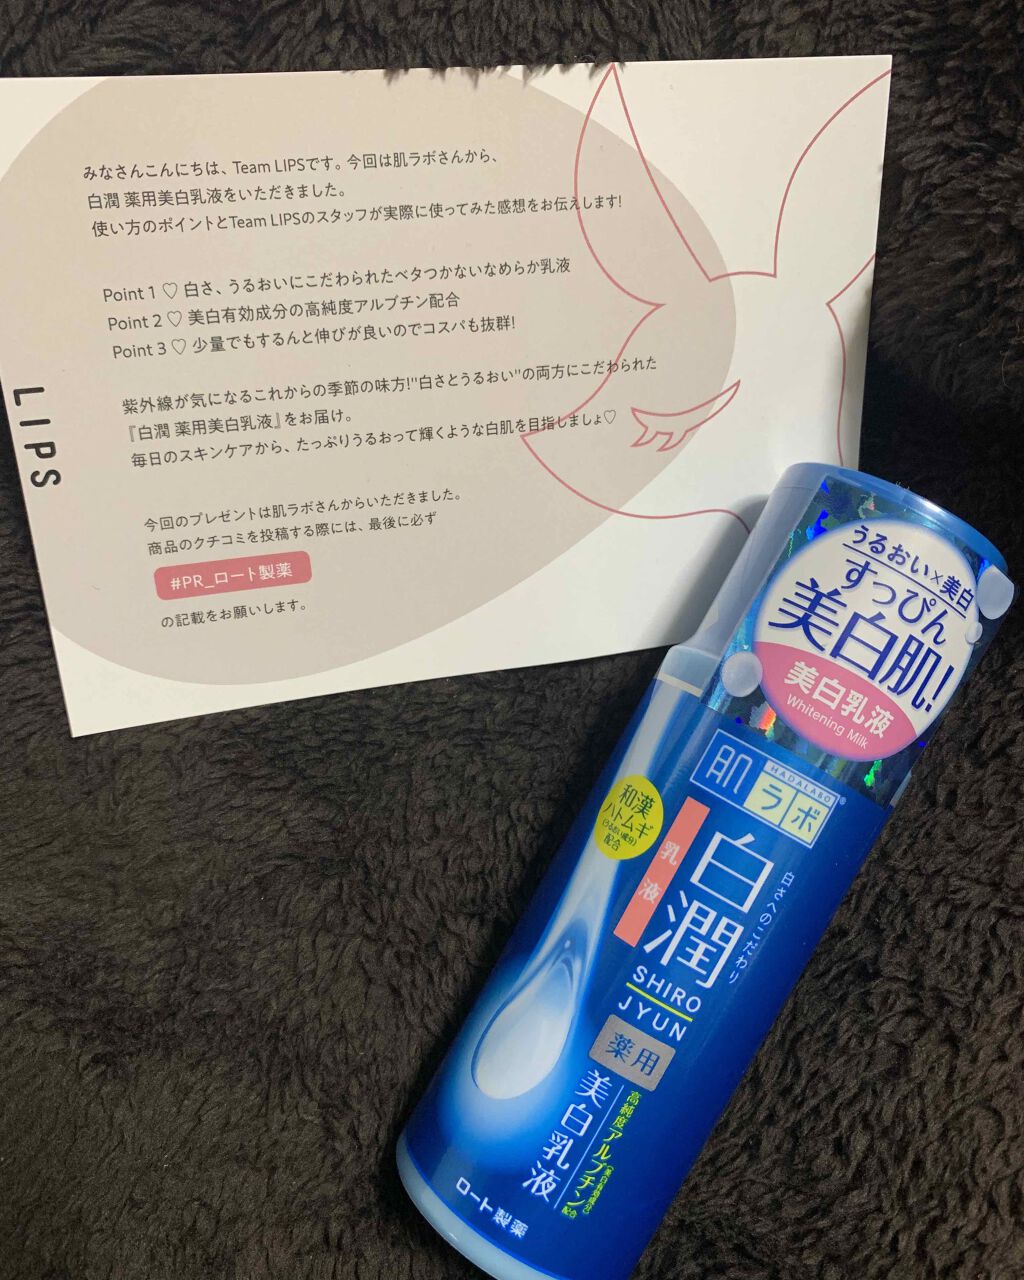 みなさんこんにちは、Team LIPSです。今回は肌ラボさんから、
白潤 薬用美白乳液をいただきました。
使い方のポイントとTeam LIPSのスタッフが実際に使ってみた感想をお伝えします!
Point 1 ♡ 白さ、うるおいにこだわられたベタつかないなめらか乳液
Point 2 ♡ 美白有効成分の高純度アルブチン配合
Point 3 ♡ 少量でもするんと伸びが良いのでコスパも抜群!
紫外線が気になるこれからの季節の味方!"白さとうるおい"の両方にこだわられた
『白潤 薬用美白乳液』をお届け。
毎日のスキンケアから、たっぷりうるおって輝くような白肌を目指しましょ♡
今回のプレゼントは肌ラボさんからいただきました。
商品のクチコミを投稿する際には、最後に必ず
#PR_ロート製薬
の記載をお願いします。
LIPS
うるおい×美白
すっぴん
美白肌!!
美白乳液
Whitening Milk
肌ラボ®
HADALABO
和漢
ハトムギ
(うるおい成分)
配合
乳液
白潤
白さへのこだわり
SHIRO
JYUN
薬用
美白乳液
高純度アルブチン(美白有効成分)配合
ロート製薬